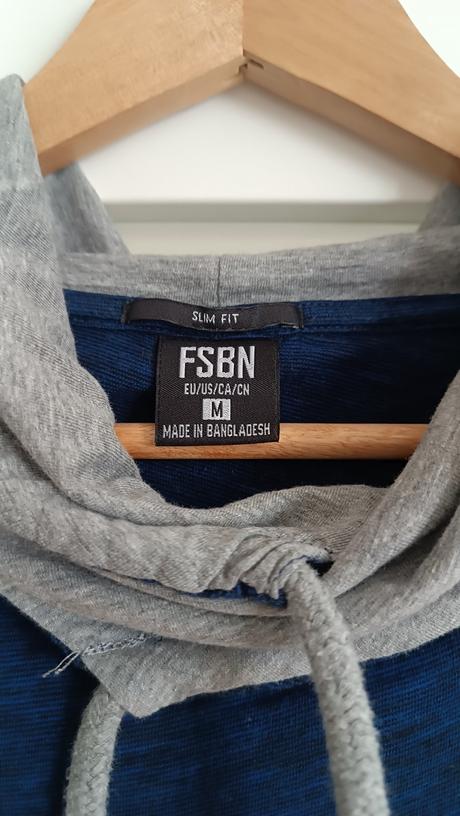 SLIM FIT
FSBN
EU/US/CA/CN
M
MADE IN BANGLADESH